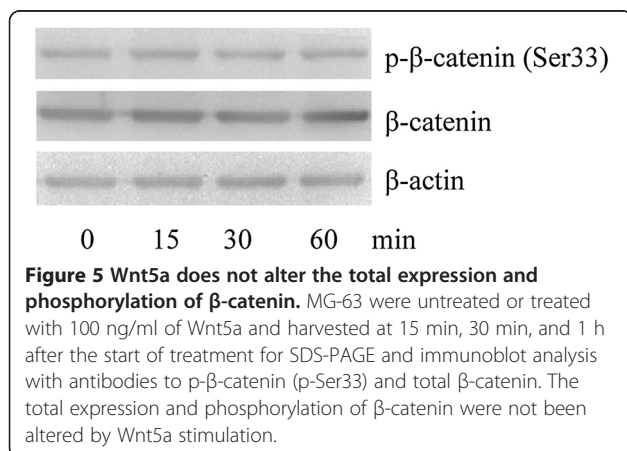 p-β-catenin (Ser33)
β-catenin
β-actin
0 15 30 60 min
Figure 5 Wnt5a does not alter the total expression and
phosphorylation of β-catenin. MG-63 were untreated or treated
with 100 ng/ml of Wnt5a and harvested at 15 min, 30 min, and 1 h
after the start of treatment for SDS-PAGE and immunoblot analysis
with antibodies to p-β-catenin (p-Ser33) and total β-catenin. The
total expression and phosphorylation of β-catenin were not been
altered by Wnt5a stimulation.